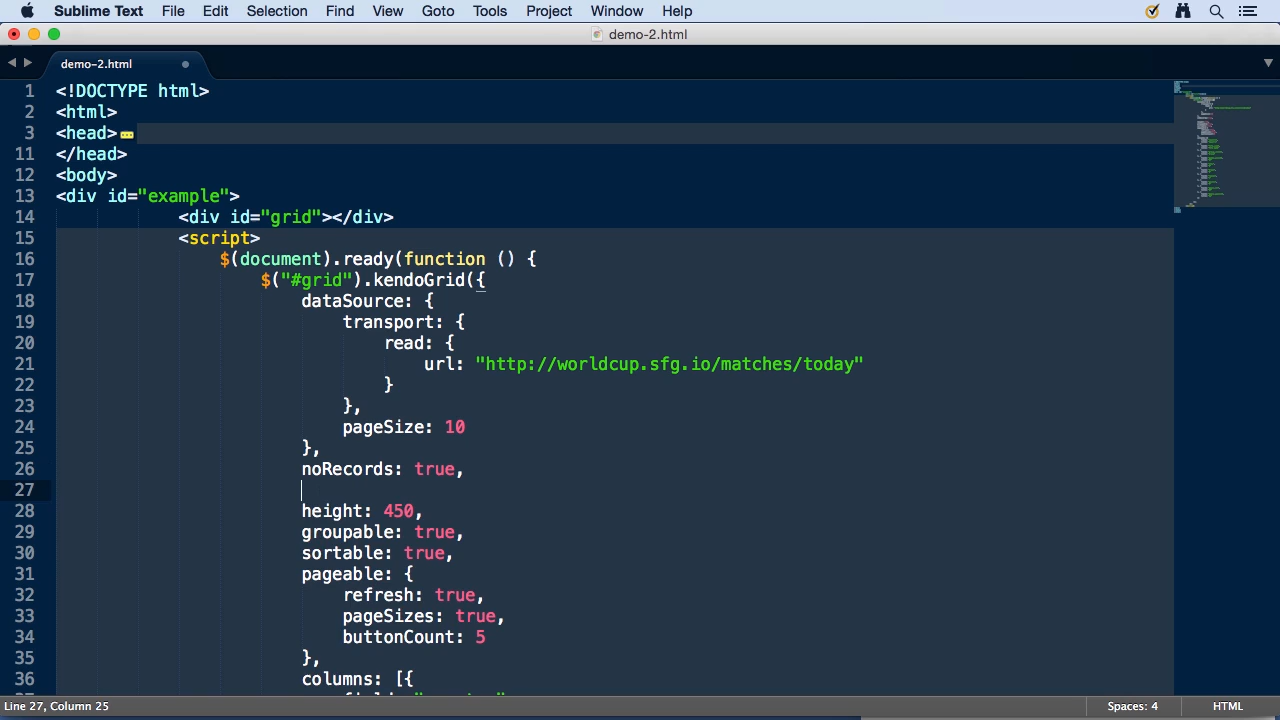 Sublime Text File Edit Selection Find View Goto Tools Project Window Help
demo-2.html
demo-2.html
1 <!DOCTYPE html>
2 <html>
3 <head>
11 </head>
12 <body>
13 <div id="example">
14 <div id="grid"></div>
15 <script>
16 $(document).ready(function () {
17 $("#grid").kendoGrid({
18 dataSource: {
19 transport: {
20 read: {
21 url: "http://worldcup.sfg.io/matches/today"
22 }
23 },
24 pageSize: 10
25 },
26 noRecords: true,
27
28 height: 450,
29 groupable: true,
30 sortable: true,
31 pageable: {
32 refresh: true,
33 pageSizes: true,
34 buttonCount: 5
35 },
36 columns: [{
Line 27, Column 25 Spaces: 4 HTML